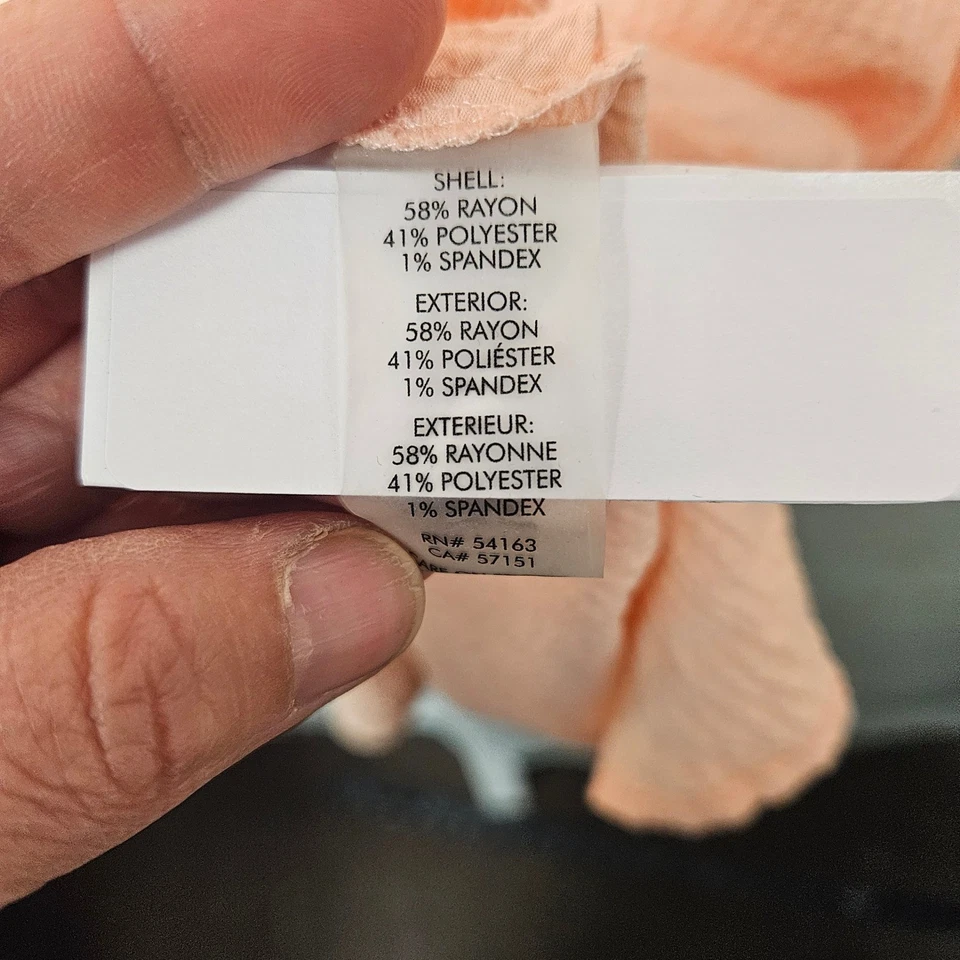 SHELL:
58% RAYON
41% POLYESTER
1% SPANDEX
EXTERIOR:
58% RAYON
41% POLIÉSTER
1% SPANDEX
EXTERIEUR:
58% RAYONNE
41% POLYESTER
1% SPANDEX
RN# 54163
CA# 57151